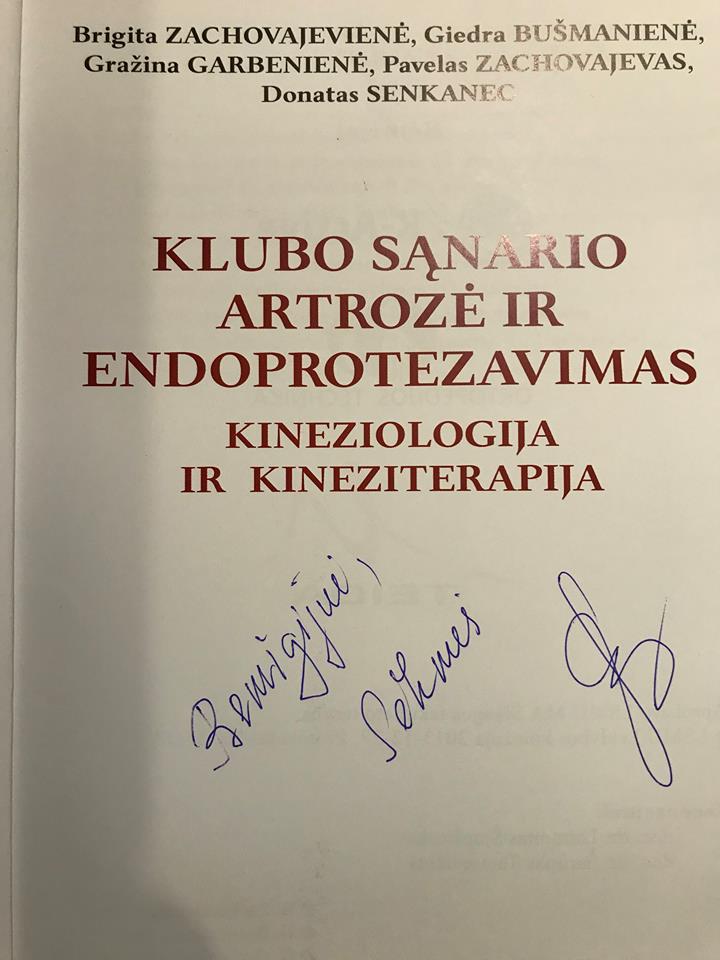 Brigita ZACHOVAJEVIENĖ, Giedra BUŠMANIENĖ,
Gražina GARBENIENĖ, Pavelas ZACHOVAJEVAS,
Donatas SENKANEC
KLUBO SĄNARIO
ARTROZĖ IR
ENDOPROTEZAVIMAS
KINEZIOLOGIJA
IR KINEZITERAPIJA
Sėkmės